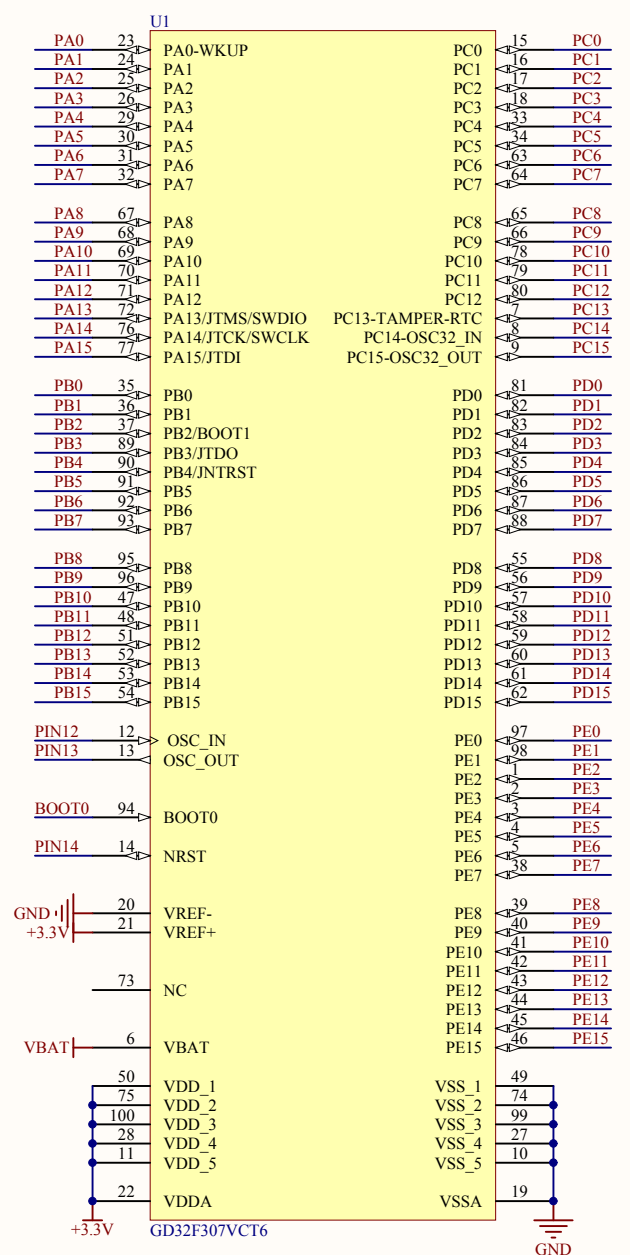 U1
PA0 23 PA0-WKUP PC0 15 PC0
PA1 24 PA1 PC1 16 PC1
PA2 25 PA2 PC2 17 PC2
PA3 26 PA3 PC3 18 PC3
PA4 29 PA4 PC4 33 PC4
PA5 30 PA5 PC5 34 PC5
PA6 31 PA6 PC6 63 PC6
PA7 32 PA7 PC7 64 PC7
PA8 67 PA8 PC8 65 PC8
PA9 68 PA9 PC9 66 PC9
PA10 69 PA10 PC10 78 PC10
PA11 70 PA11 PC11 79 PC11
PA12 71 PA12 PC12 80 PC12
PA13 72 PA13/JTMS/SWDIO PC13-TAMPER-RTC 7 PC13
PA14 76 PA14/JTCK/SWCLK PC14-OSC32_IN 8 PC14
PA15 77 PA15/JTDI PC15-OSC32_OUT 9 PC15
PB0 35 PB0 PD0 81 PD0
PB1 36 PB1 PD1 82 PD1
PB2 37 PB2/BOOT1 PD2 83 PD2
PB3 89 PB3/JTDO PD3 84 PD3
PB4 90 PB4/JNTRST PD4 85 PD4
PB5 91 PB5 PD5 86 PD5
PB6 92 PB6 PD6 87 PD6
PB7 93 PB7 PD7 88 PD7
PB8 95 PB8 PD8 55 PD8
PB9 96 PB9 PD9 56 PD9
PB10 47 PB10 PD10 57 PD10
PB11 48 PB11 PD11 58 PD11
PB12 51 PB12 PD12 59 PD12
PB13 52 PB13 PD13 60 PD13
PB14 53 PB14 PD14 61 PD14
PB15 54 PB15 PD15 62 PD15
PIN12 12 OSC_IN PE0 97 PE0
PIN13 13 OSC_OUT PE1 98 PE1
PE2 1 PE2
PE3 2 PE3
BOOT0 94 BOOT0 PE4 3 PE4
PE5 4 PE5
PIN14 14 NRST PE6 5 PE6
PE7 38 PE7
GND 20 VREF- PE8 39 PE8
+3.3V 21 VREF+ PE9 40 PE9
PE10 41 PE10
PE11 42 PE11
73 NC PE12 43 PE12
PE13 44 PE13
PE14 45 PE14
VBAT 6 VBAT PE15 46 PE15
50 VDD_1 VSS_1 49
75 VDD_2 VSS_2 74
100 VDD_3 VSS_3 99
28 VDD_4 VSS_4 27
11 VDD_5 VSS_5 10
22 VDDA VSSA 19
+3.3V GD32F307VCT6 GND